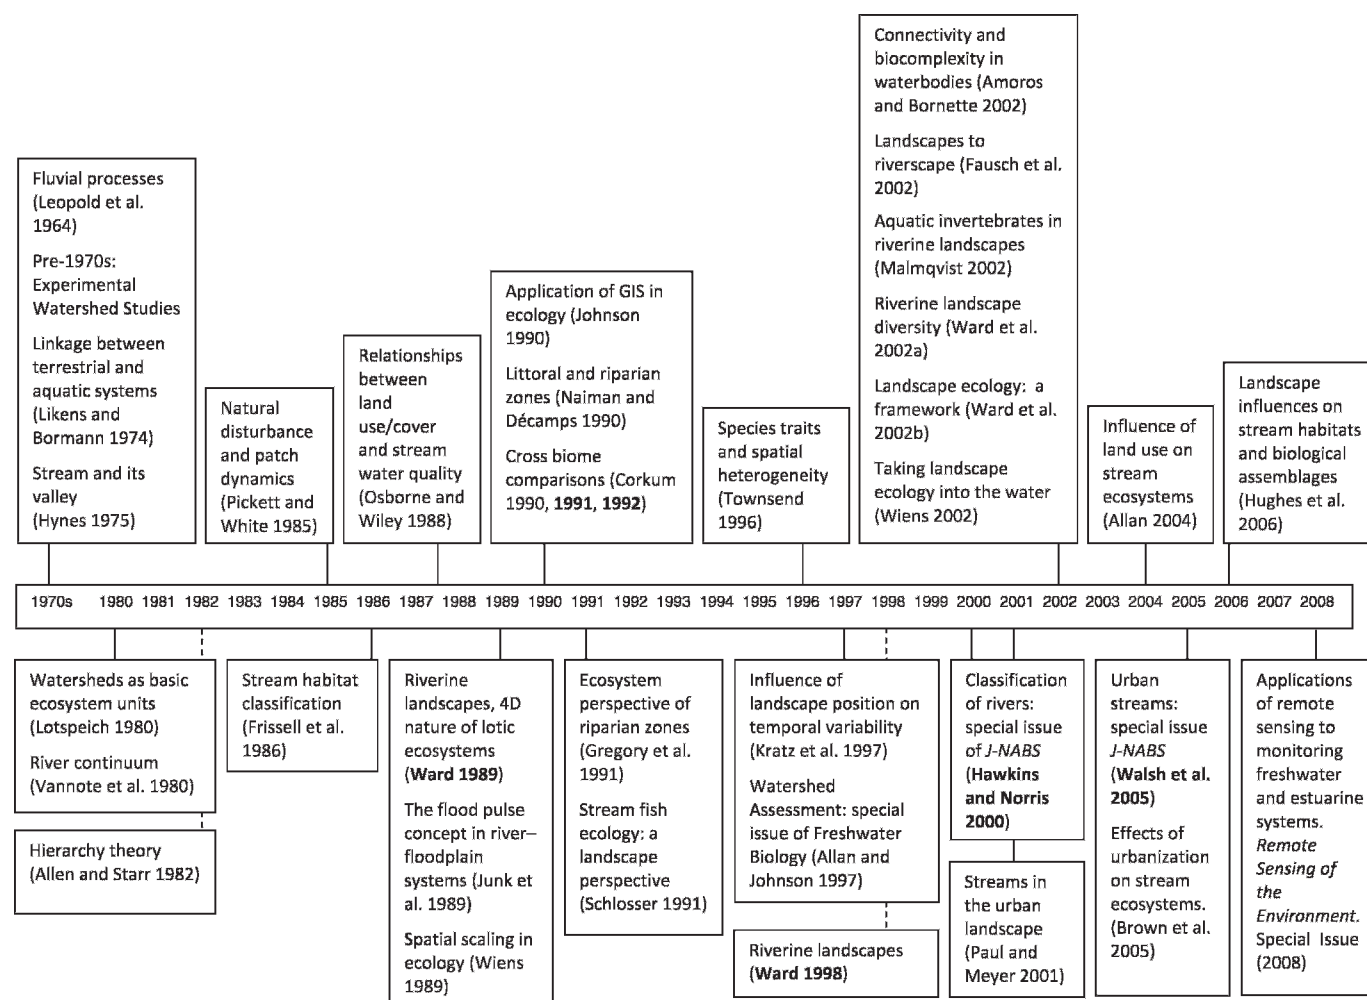 Connectivity and
biocomplexity in
waterbodies (Amoros
and Bornette 2002)
Landscapes to
riverscape (Fausch et al.
2002)
Aquatic invertebrates in
riverine landscapes
(Malmqvist 2002)
Riverine landscape
diversity (Ward et al.
2002a)
Landscape ecology: a
framework (Ward et al.
2002b)
Taking landscape
ecology into the water
(Wiens 2002)
Fluvial processes
(Leopold et al.
1964)
Pre-1970s:
Experimental
Watershed Studies
Linkage between
terrestrial and
aquatic systems
(Likens and
Bormann 1974)
Stream and its
valley
(Hynes 1975)
Natural
disturbance
and patch
dynamics
(Pickett and
White 1985)
Relationships
between
land
use/cover
and stream
water quality
(Osborne and
Wiley 1988)
Application of GIS in
ecology (Johnson
1990)
Littoral and riparian
zones (Naiman and
Décamps 1990)
Cross biome
comparisons (Corkum
1990, 1991, 1992)
Species traits
and spatial
heterogeneity
(Townsend
1996)
Influence of
land use on
stream
ecosystems
(Allan 2004)
Landscape
influences on
stream habitats
and biological
assemblages
(Hughes et al.
2006)
1970s 1980 1981 1982 1983 1984 1985 1986 1987 1988 1989 1990 1991 1992 1993 1994 1995 1996 1997 1998 1999 2000 2001 2002 2003 2004 2005 2006 2007 2008
Watersheds as basic
ecosystem units
(Lotspeich 1980)
River continuum
(Vannote et al. 1980)
Hierarchy theory
(Allen and Starr 1982)
Stream habitat
classification
(Frissell et al.
1986)
Riverine
landscapes, 4D
nature of lotic
ecosystems
(Ward 1989)
The flood pulse
concept in river–
floodplain
systems (Junk et
al. 1989)
Spatial scaling in
ecology (Wiens
1989)
Ecosystem
perspective of
riparian zones
(Gregory et al.
1991)
Stream fish
ecology: a
landscape
perspective
(Schlosser 1991)
Influence of
landscape position on
temporal variability
(Kratz et al. 1997)
Watershed
Assessment: special
issue of Freshwater
Biology (Allan and
Johnson 1997)
Riverine landscapes
(Ward 1998)
Classification
of rivers:
special issue
of J-NABS
(Hawkins
and Norris
2000)
Streams in
the urban
landscape
(Paul and
Meyer 2001)
Urban
streams:
special issue
J-NABS
(Walsh et al.
2005)
Effects of
urbanization
on stream
ecosystems.
(Brown et al.
2005)
Applications
of remote
sensing to
monitoring
freshwater
and estuarine
systems.
Remote
Sensing of
the
Environment.
Special Issue
(2008)